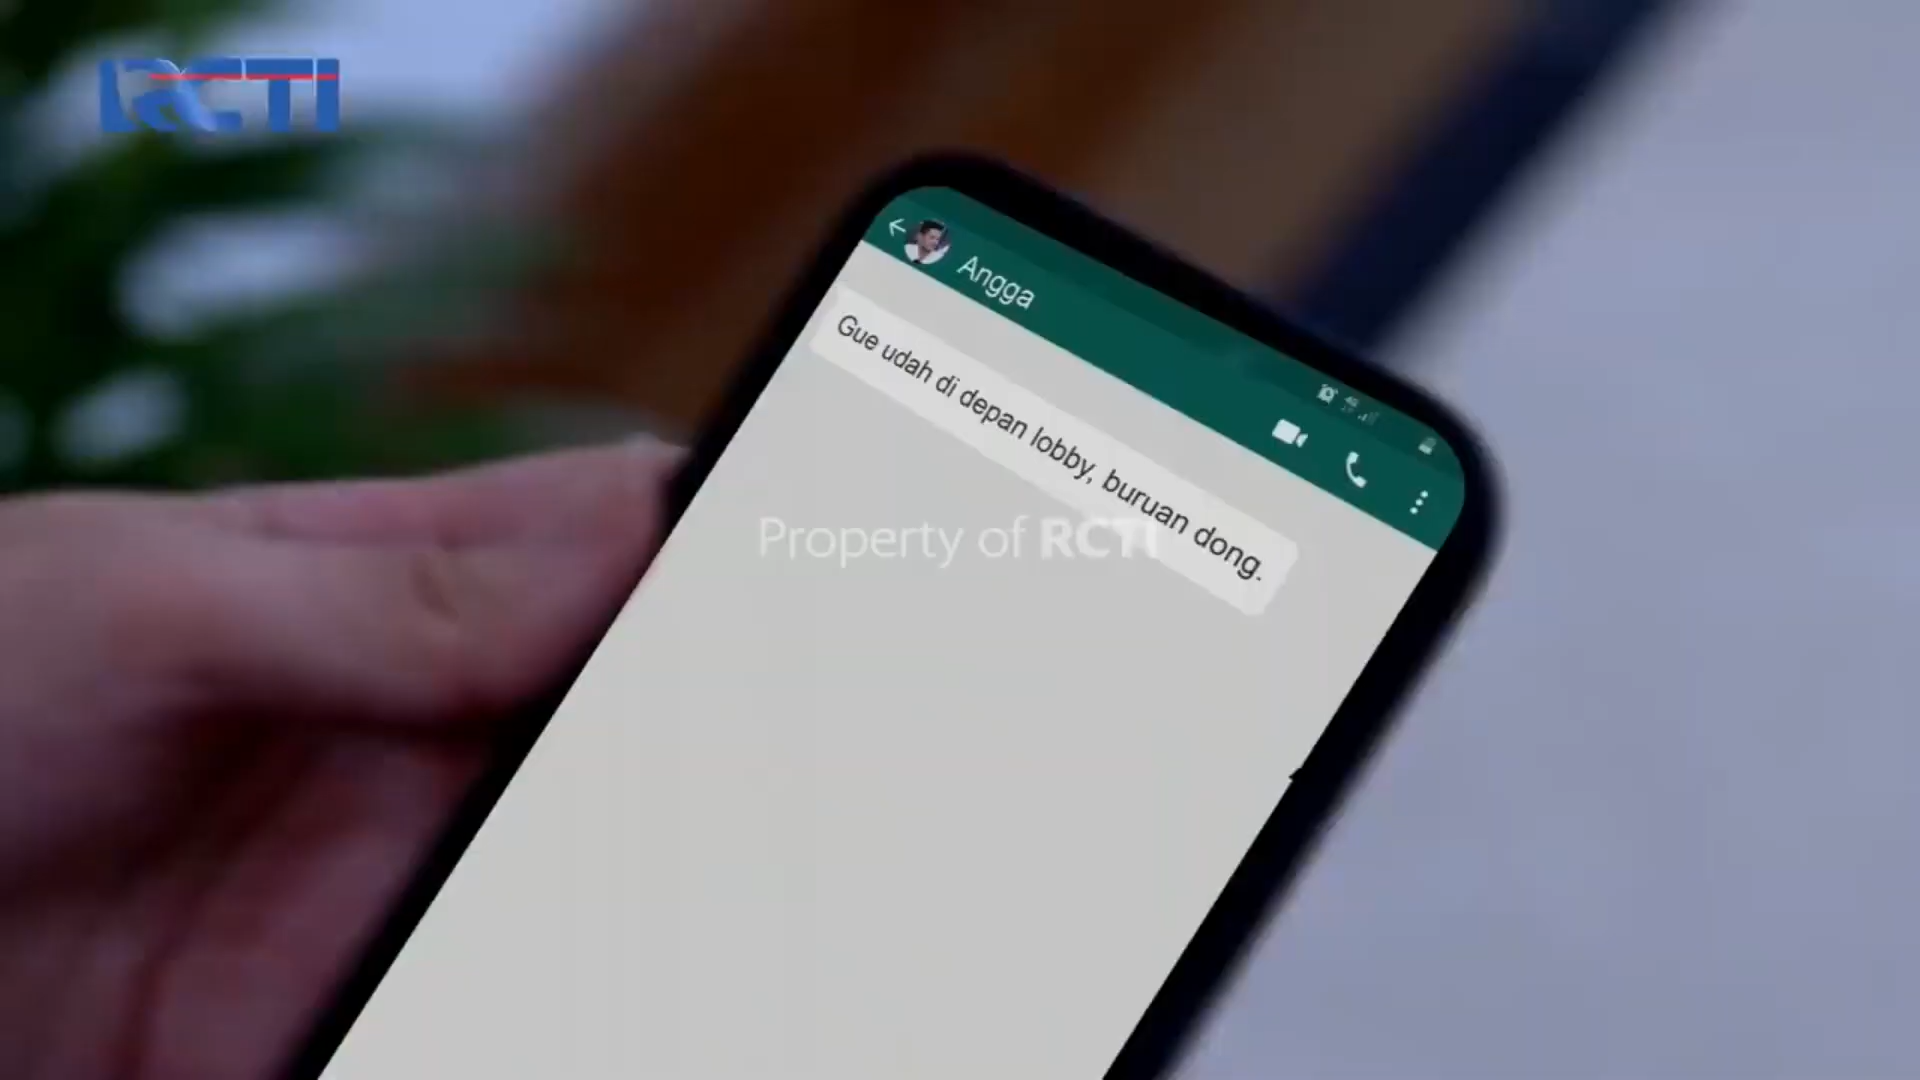 RCTI
Angga
Gue udah di depan lobby, buruan dong.
Property of RCTI